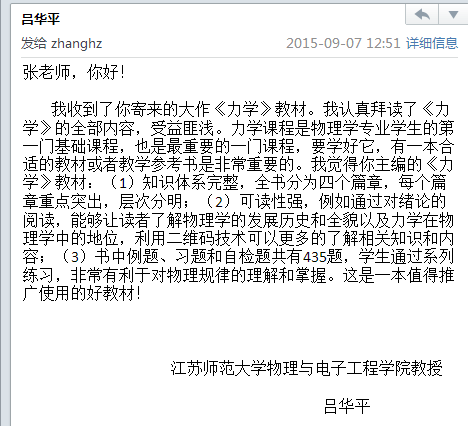 吕华平
发给 zhanghz
2015-09-07 12:51 详细信息
张老师，你好！
我收到了你寄来的大作《力学》教材。我认真拜读了《力
学》的全部内容，受益匪浅。力学课程是物理学专业学生的第
一门基础课程，也是最重要的一门课程，要学好它，有一本合
适的教材或者教学参考书是非常重要的。我觉得你主编的《力
学》教材：（1）知识体系完整，全书分为四个篇章，每个篇
章重点突出，层次分明；（2）可读性强，例如通过对绪论的
阅读，能够让读者了解物理学的发展历史和全貌以及力学在物
理学中的地位，利用二维码技术可以更多的了解相关知识和内
容；（3）书中例题、习题和自检题共有435题，学生通过系列
练习，非常有利于对物理规律的理解和掌握。这是一本值得推
广使用的好教材！
江苏师范大学物理与电子工程学院教授
吕华平